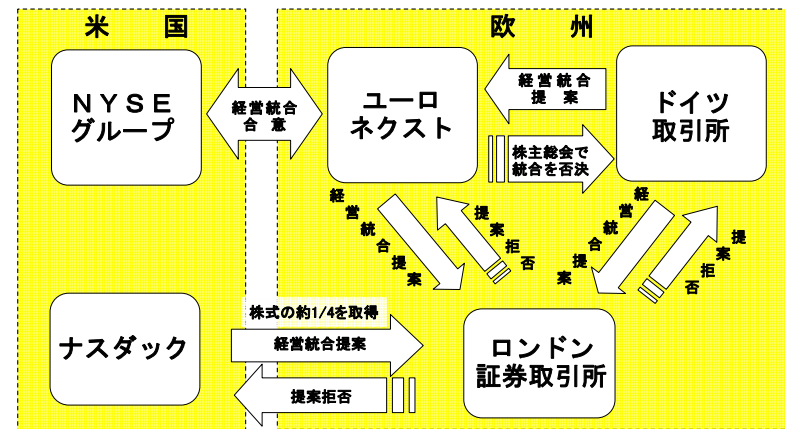 米　国
欧　州
ＮＹＳＥ
グループ
経営統合
合　意
ユーロ
ネクスト
経営統合
提　案
株主総会で
統合を否決
ドイツ
取引所
経営統合提案
提案拒否
経営統合提案
提案拒否
ナスダック
株式の約1/4を取得
経営統合提案
提案拒否
ロンドン
証券取引所